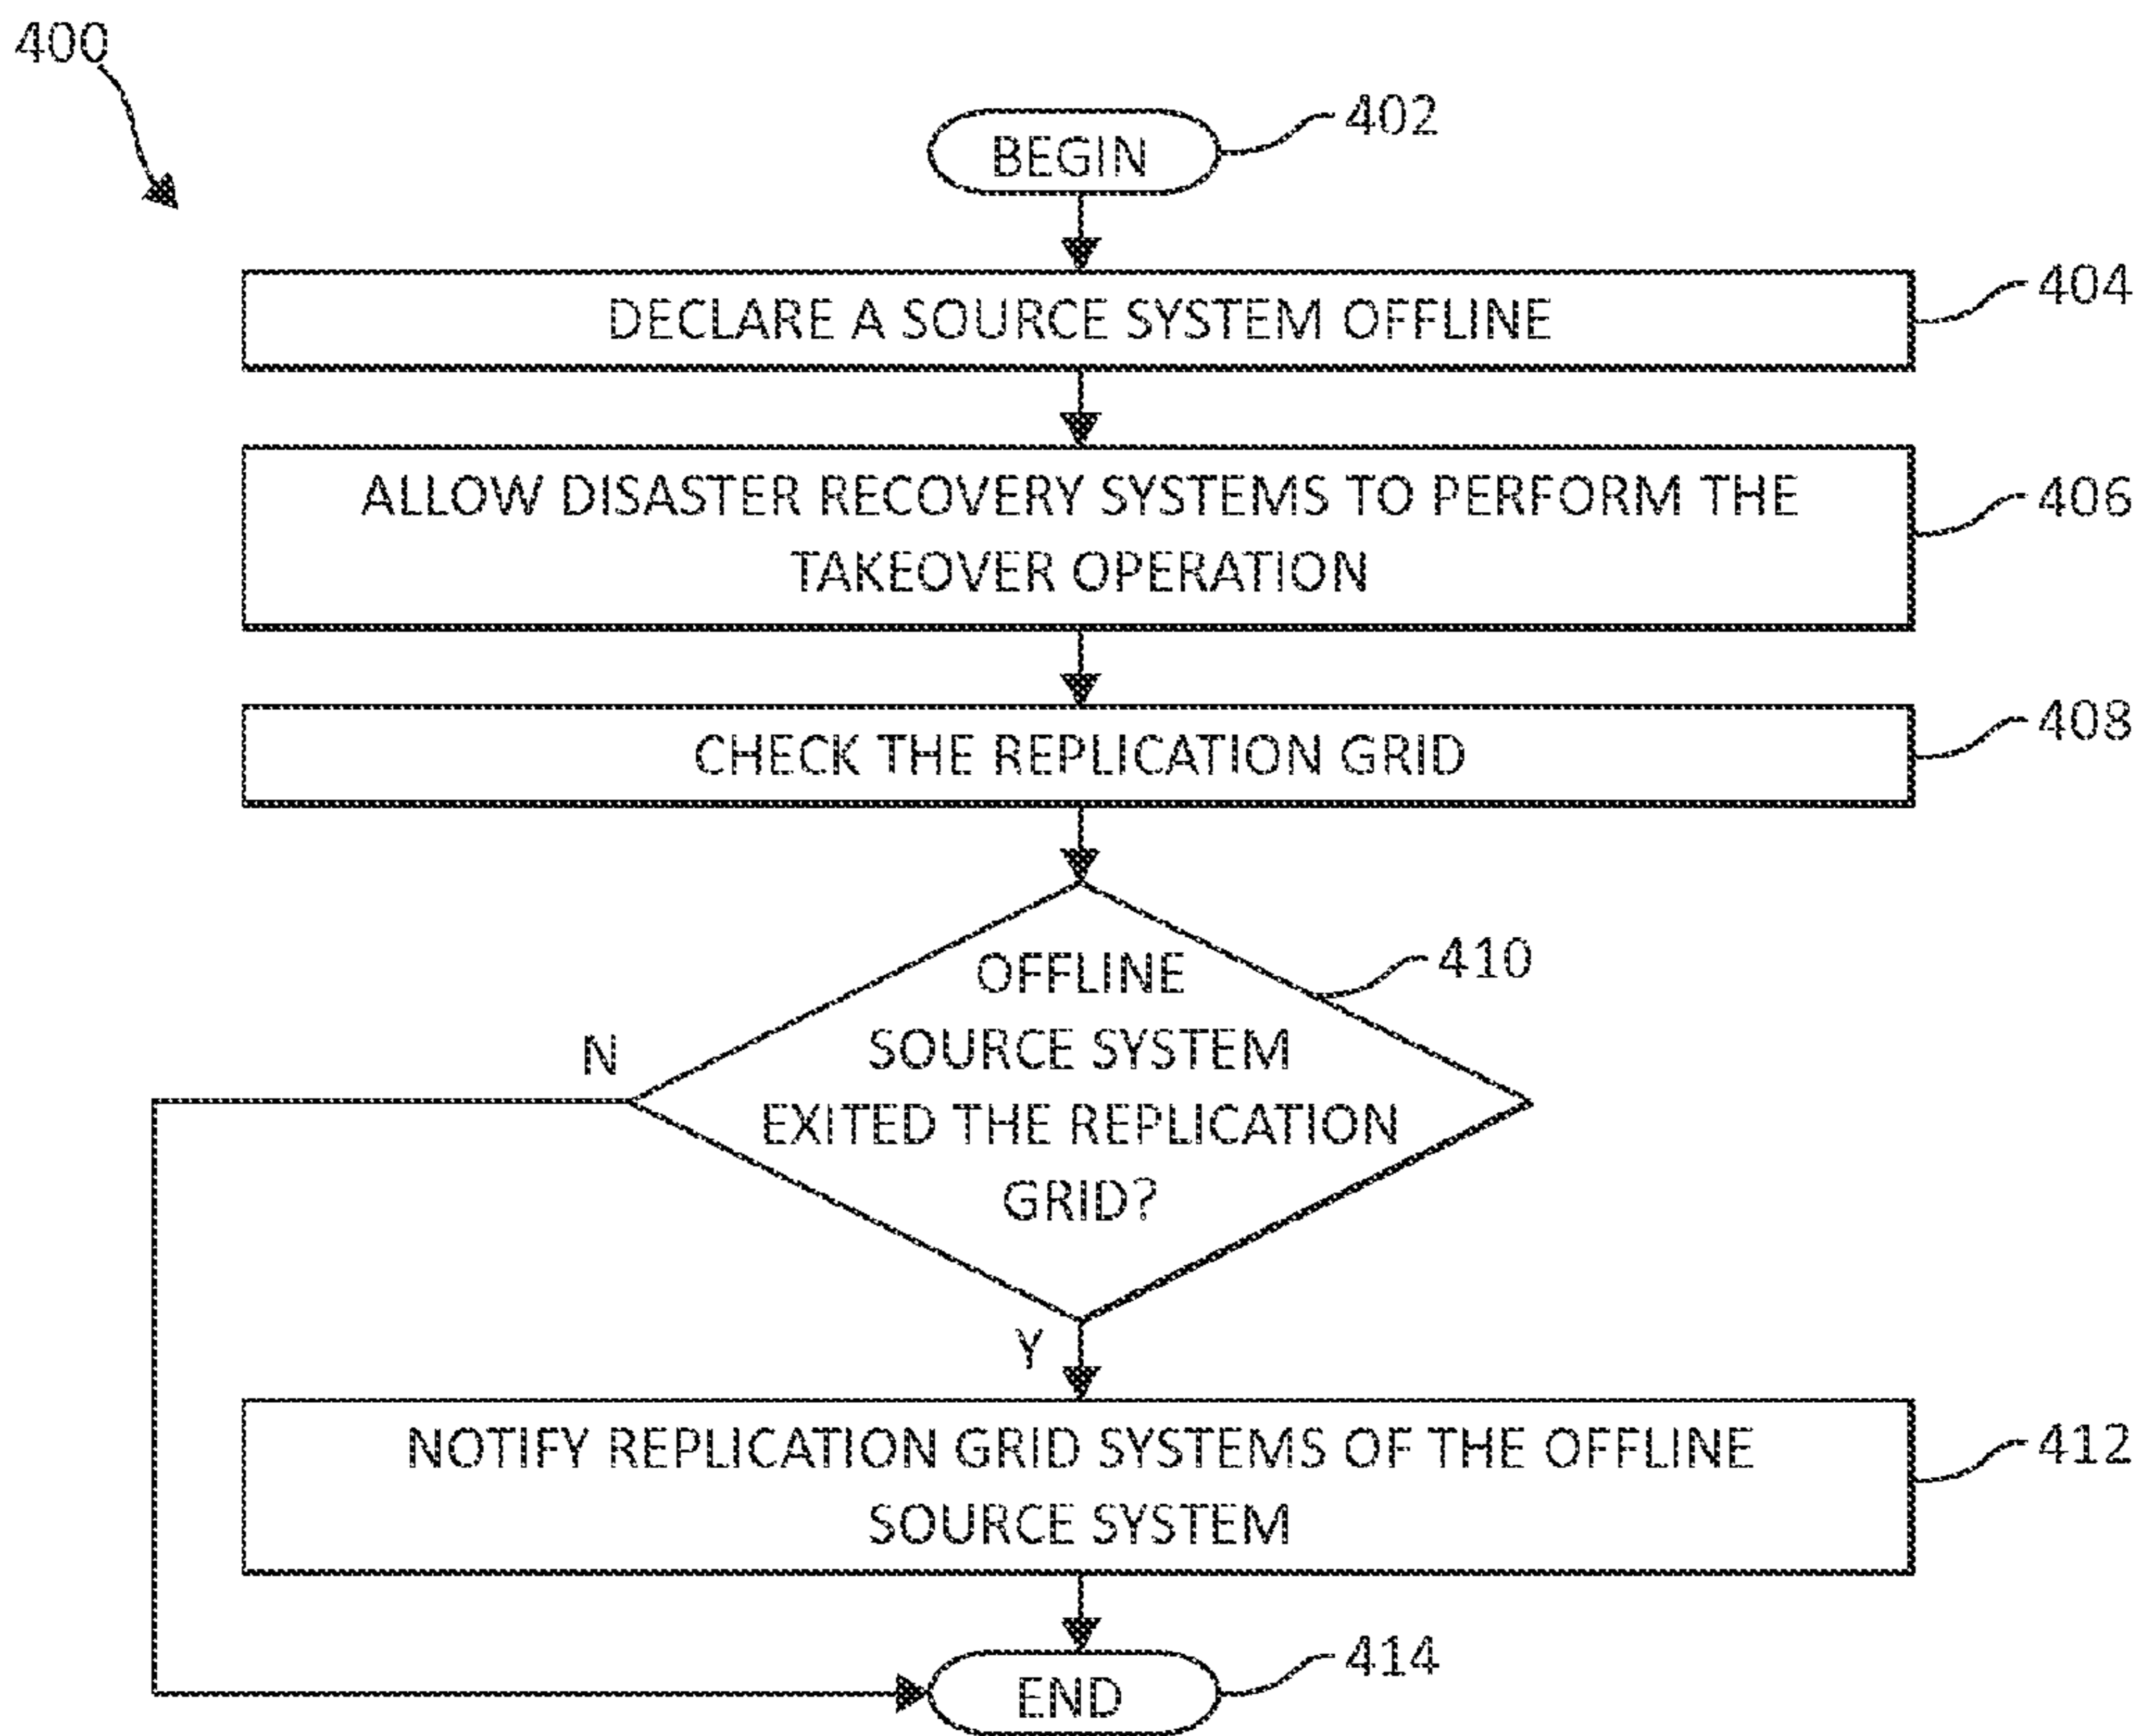 400
BEGIN
402
DECLARE A SOURCE SYSTEM OFFLINE
404
ALLOW DISASTER RECOVERY SYSTEMS TO PERFORM THE
TAKEOVER OPERATION
406
CHECK THE REPLICATION GRID
408
OFFLINE
SOURCE SYSTEM
EXITED THE REPLICATION
GRID?
410
N
Y
NOTIFY REPLICATION GRID SYSTEMS OF THE OFFLINE
SOURCE SYSTEM
412
END
414